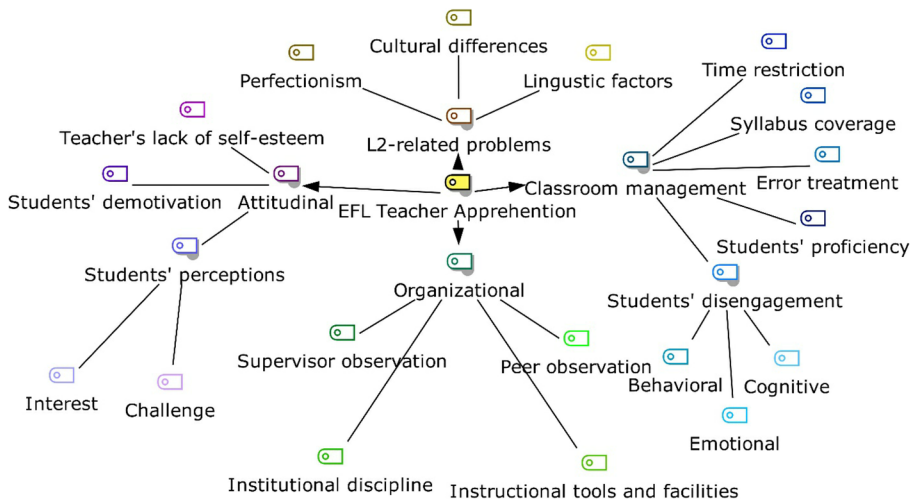 Cultural differences
Perfectionism
Lingustic factors
Time restriction
Teacher's lack of self-esteem
L2-related problems
Syllabus coverage
Students' demotivation
Attitudinal
EFL Teacher Apprehention
Classroom management
Error treatment
Students' perceptions
Organizational
Students' proficiency
Students' disengagement
Supervisor observation
Peer observation
Behavioral
Cognitive
Interest
Challenge
Emotional
Institutional discipline
Instructional tools and facilities